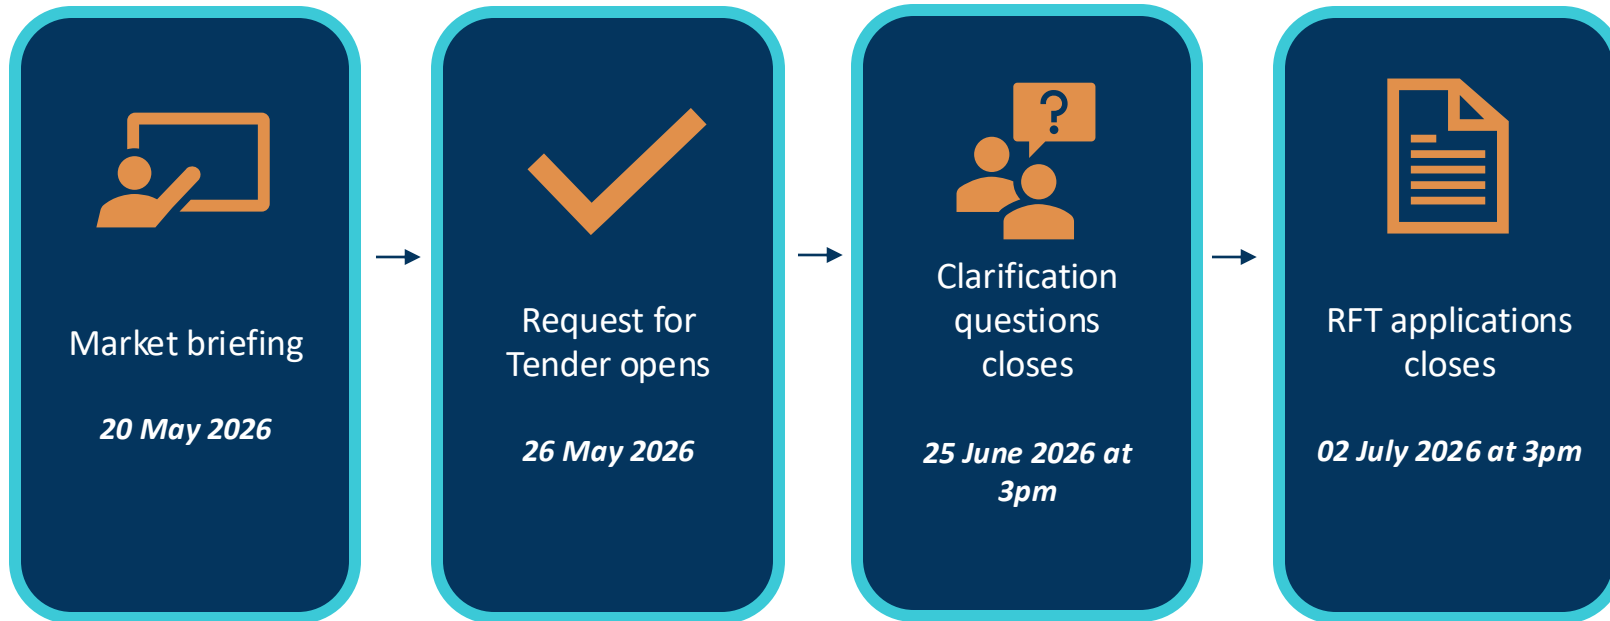 Market briefing
20 May 2026
Request for
Tender opens
26 May 2026
?
Clarification
questions
closes
25 June 2026 at
3pm
RFT applications
closes
02 July 2026 at 3pm